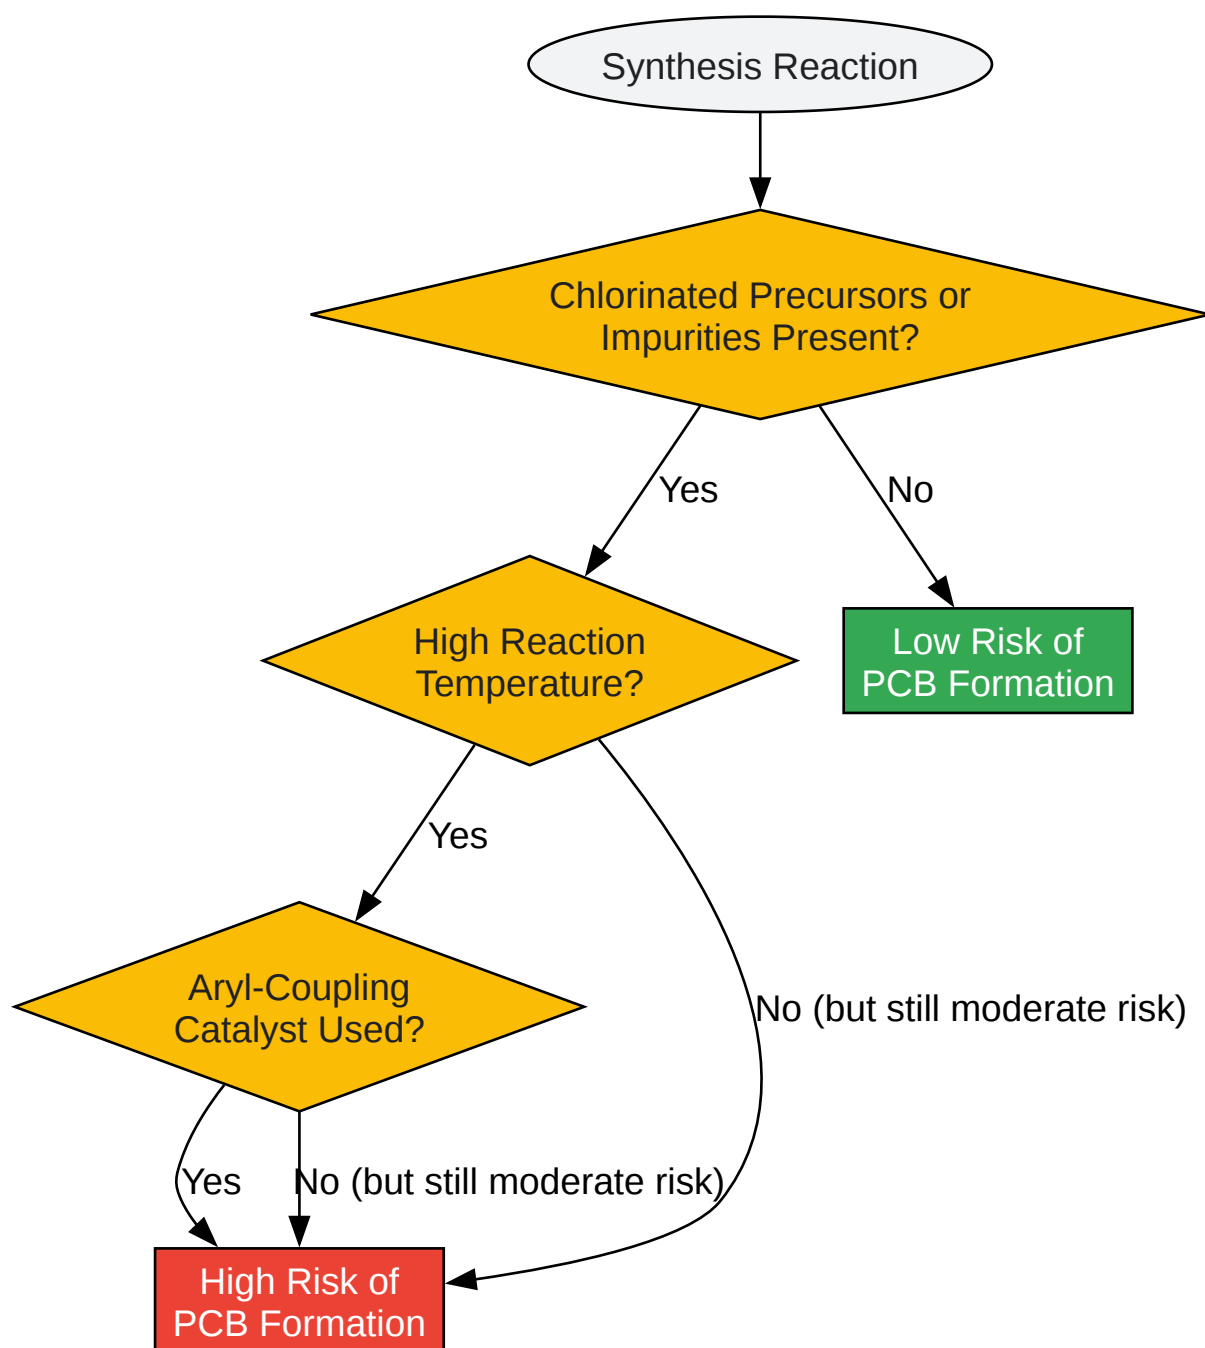 Synthesis Reaction
Chlorinated Precursors or
Impurities Present?
Yes
No
High Reaction
Temperature?
Low Risk of
PCB Formation
Yes
Aryl-Coupling
Catalyst Used?
No (but still moderate risk)
Yes
No (but still moderate risk)
High Risk of
PCB Formation